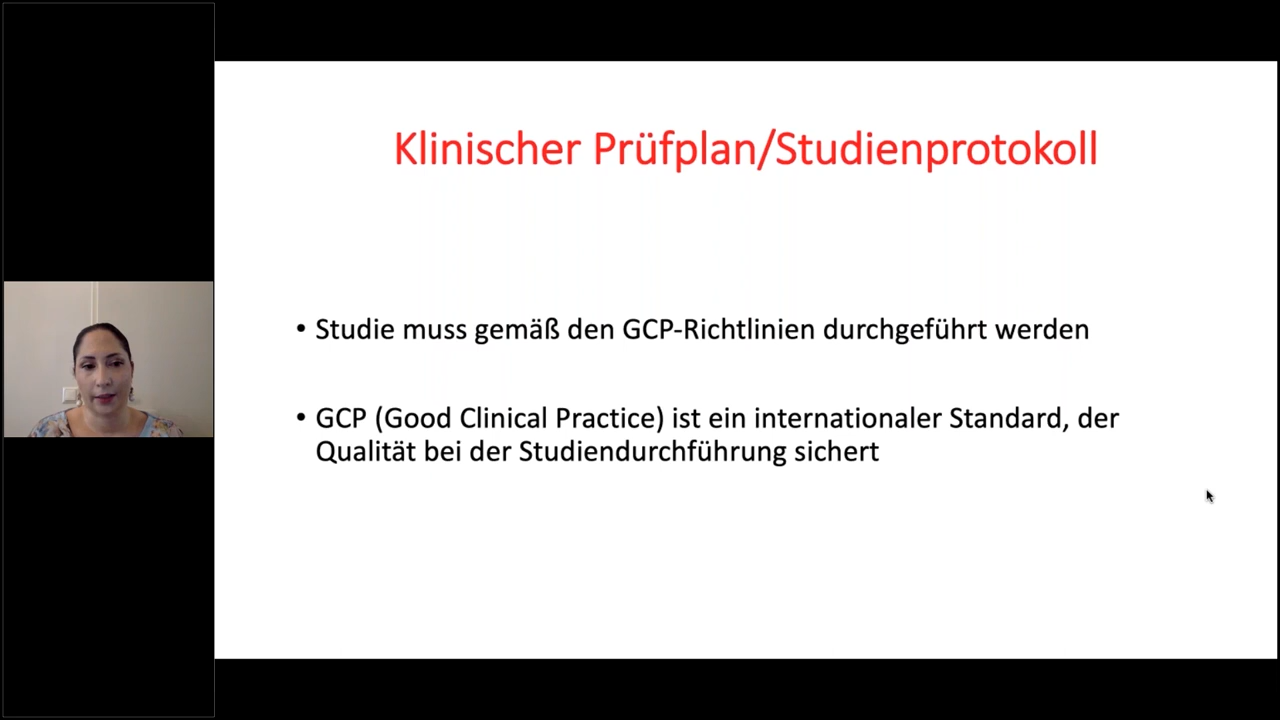 Klinischer Prüfplan/Studienprotokoll
• Studie muss gemäß den GCP-Richtlinien durchgeführt werden
• GCP (Good Clinical Practice) ist ein internationaler Standard, der
Qualität bei der Studiendurchführung sichert